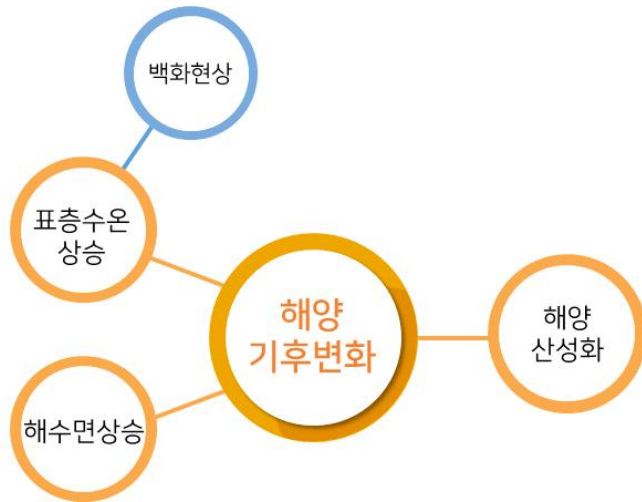 백화현상
표층수온
상승
해양
기후변화
해양
산성화
해수면상승